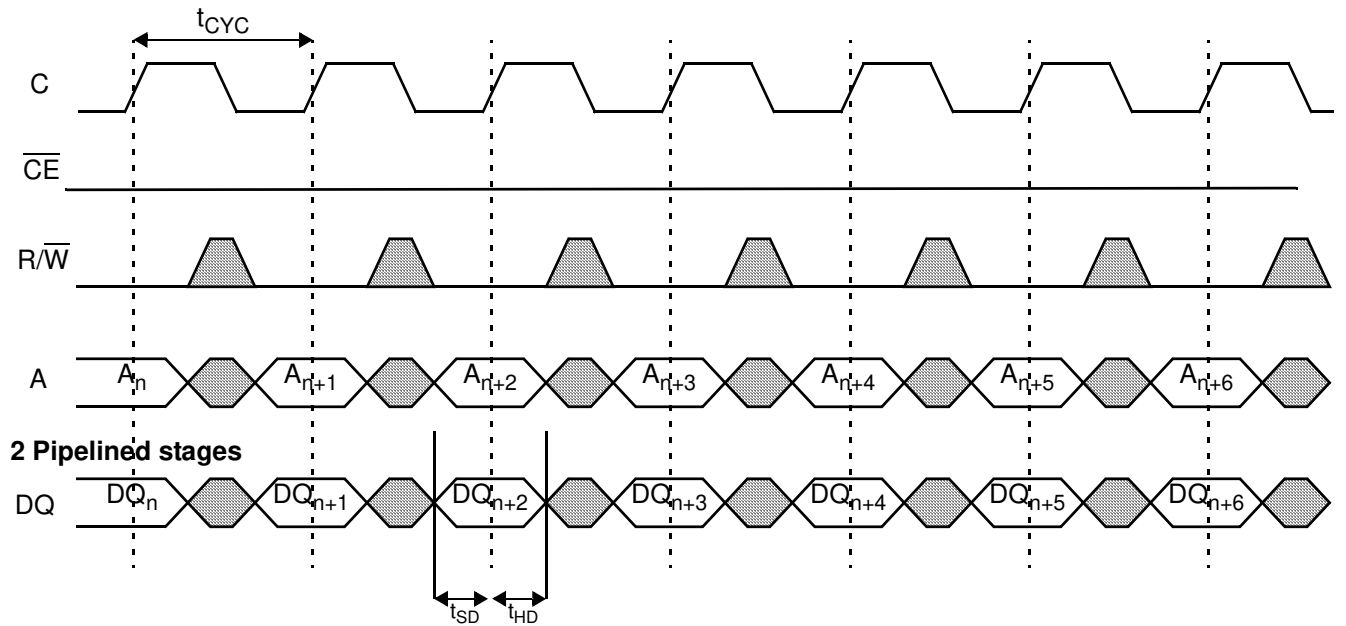 tCYC
C
CE
R/W
A An An+1 An+2 An+3 An+4 An+5 An+6
2 Pipelined stages
DQ DQn DQn+1 DQn+2 DQn+3 DQn+4 DQn+5 DQn+6
tSD tHD